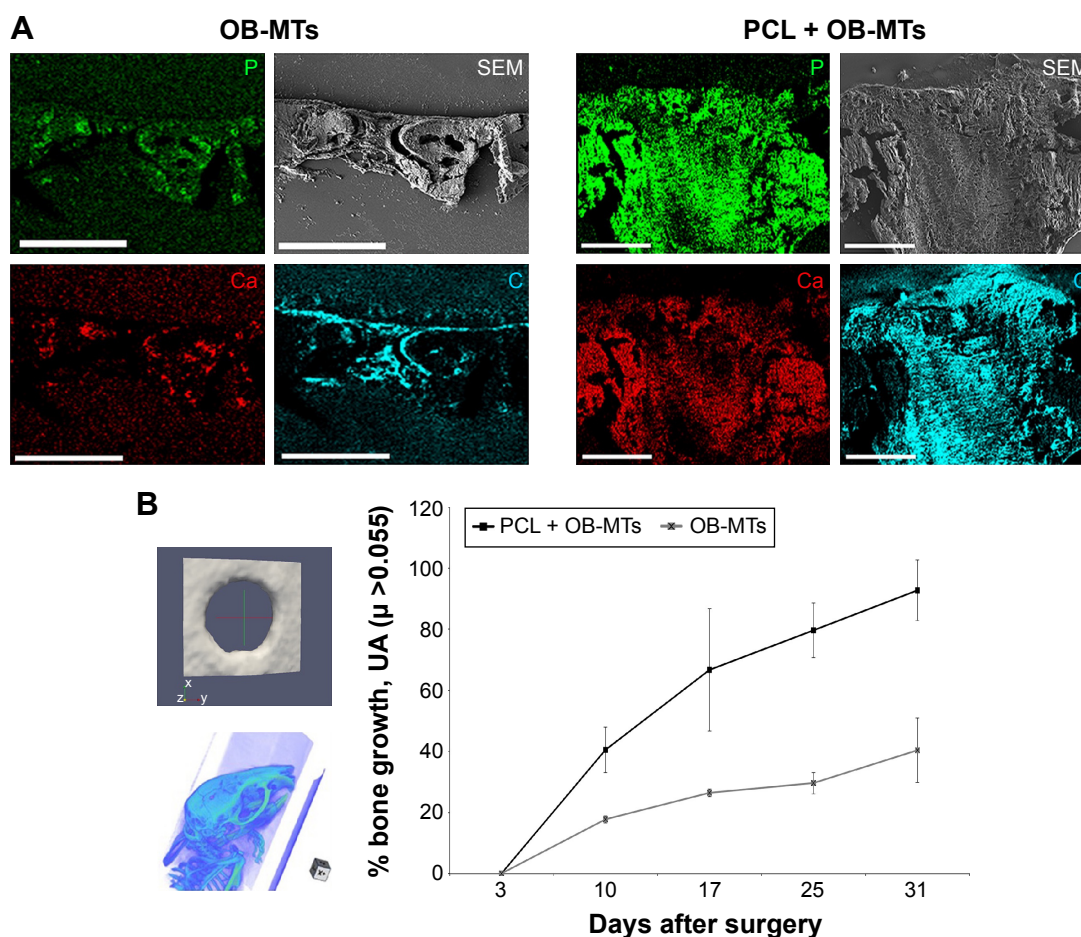 A
OB-MTs
PCL + OB-MTs
P
SEM
P
SEM
Ca
C
Ca
C
B
x
z
y
120
100
80
60
40
20
0
% bone growth, UA (µ >0.055)
PCL + OB-MTs
OB-MTs
3 10 17 25 31
Days after surgery